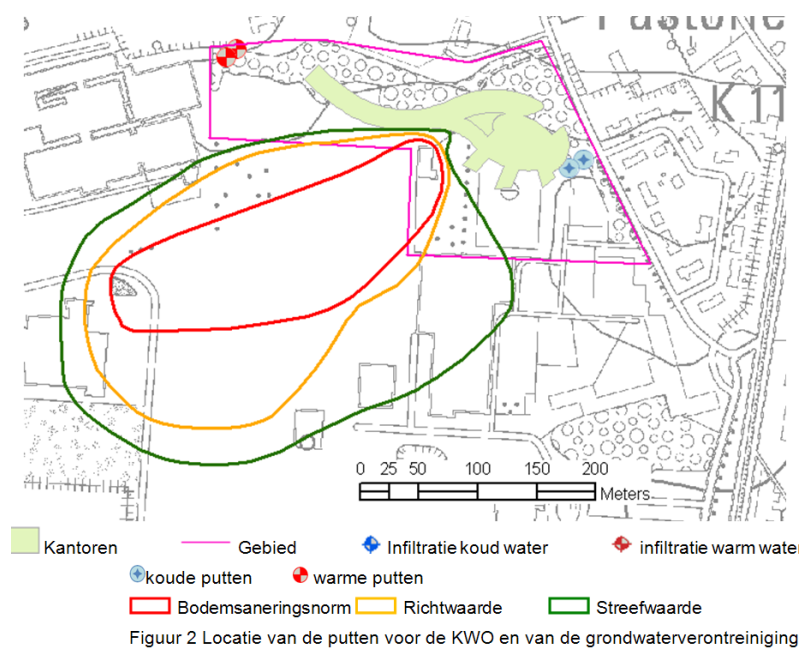 K 11
0 25 50 100 150 200
Meters
Kantoren Gebied Infiltratie koud water infiltratie warm water
koude putten warme putten
Bodemsaneringsnorm Richtwaarde Streefwaarde
Figuur 2 Locatie van de putten voor de KWO en van de grondwaterverontreiniging